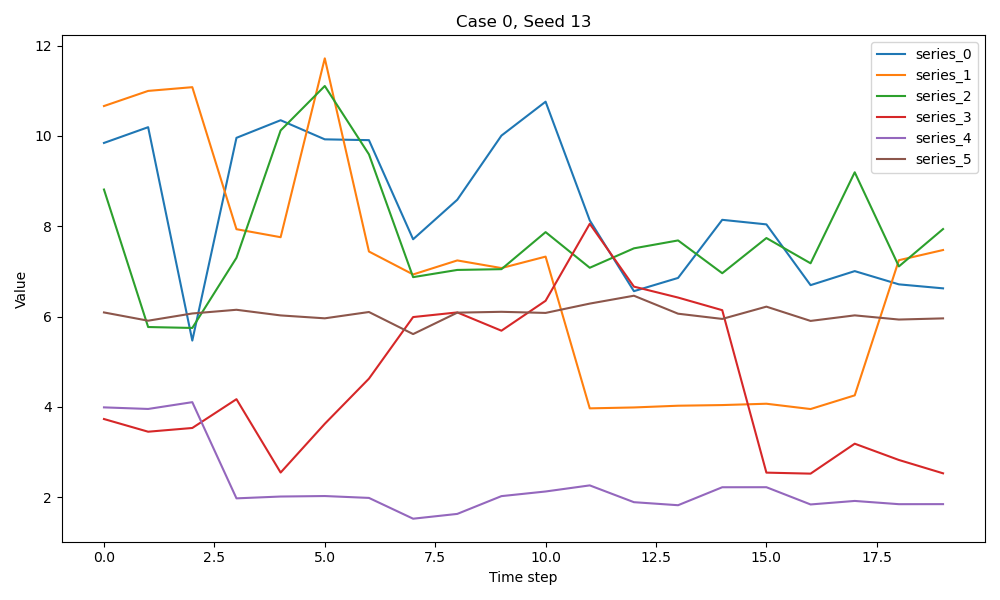 Case 0, Seed 13
Value
12
10
8
6
4
2
series_0
series_1
series_2
series_3
series_4
series_5
0.0 2.5 5.0 7.5 10.0 12.5 15.0 17.5
Time step